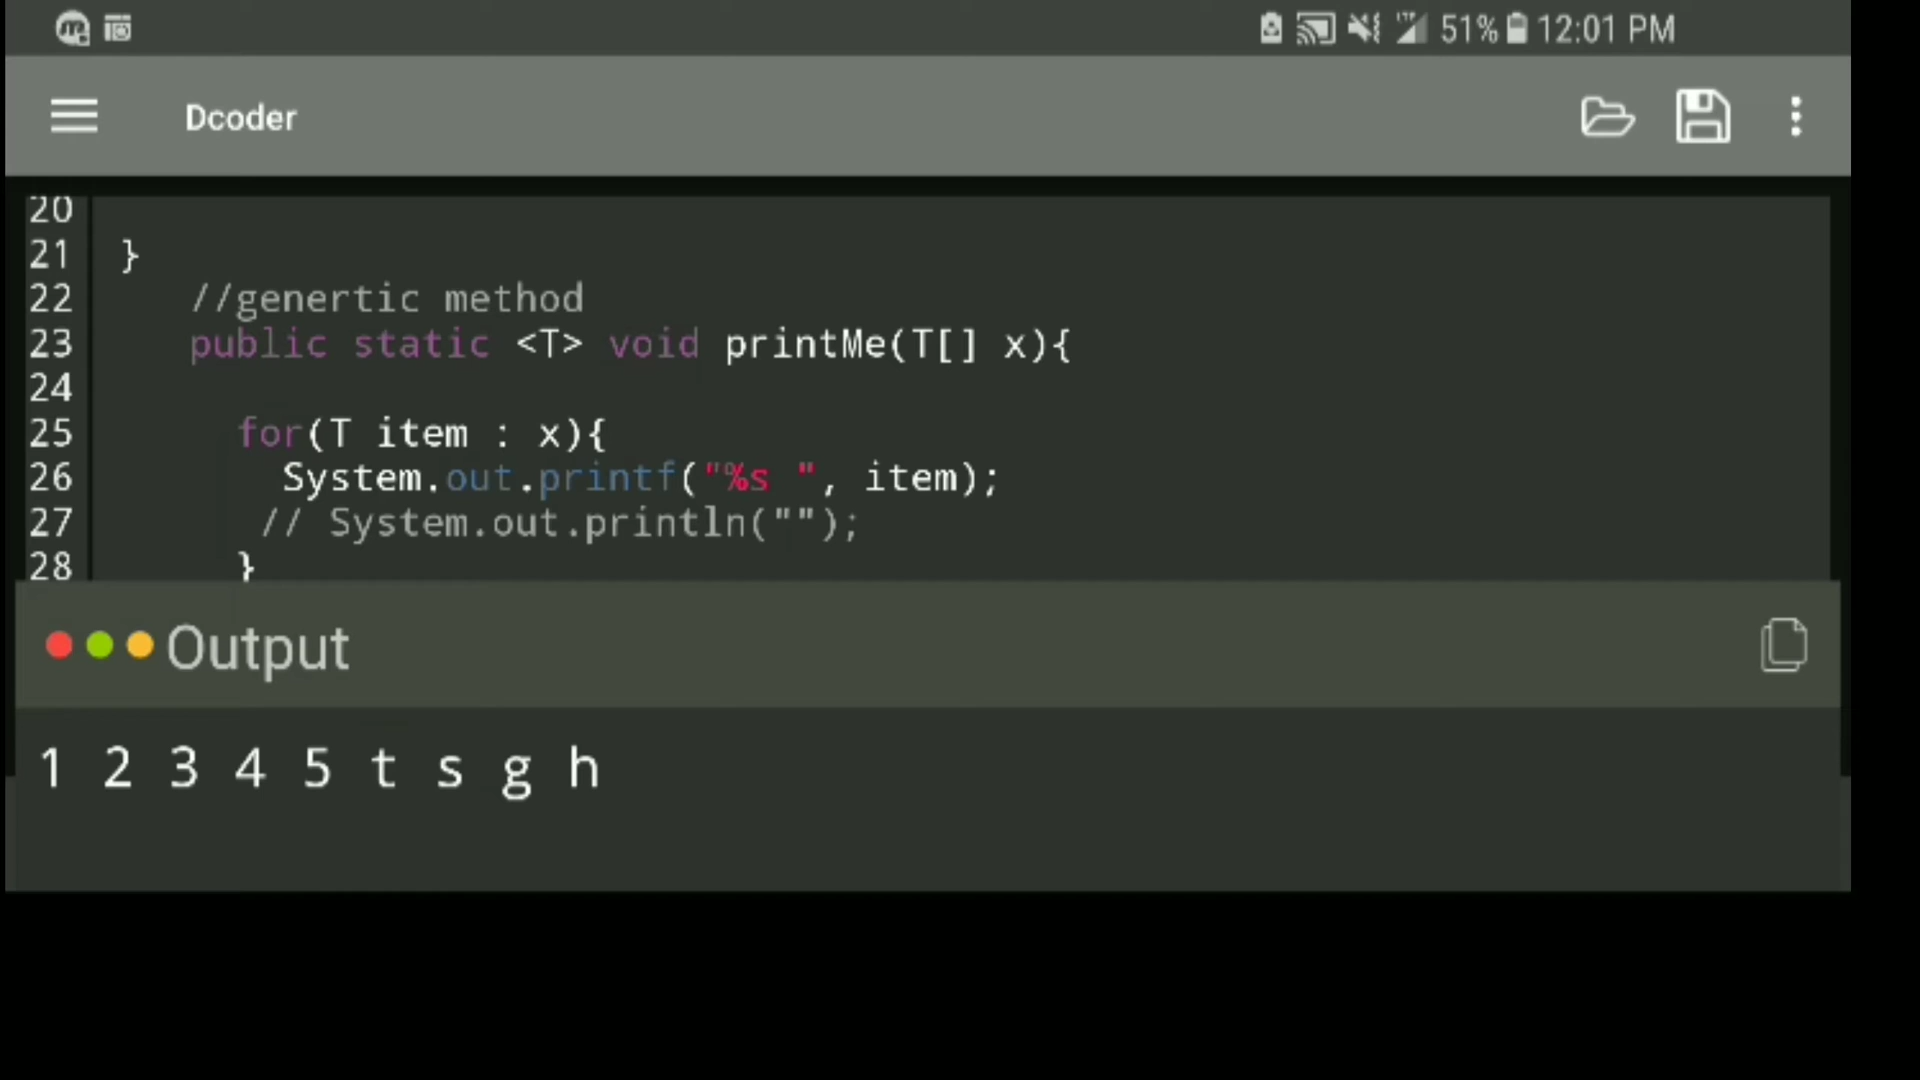 51% 12:01 PM
Dcoder
20
21 }
22 //genertic method
23 public static <T> void printMe(T[] x){
24
25 for(T item : x){
26 System.out.printf("%s ", item);
27 // System.out.println("");
28 }
Output
1 2 3 4 5 t s g h